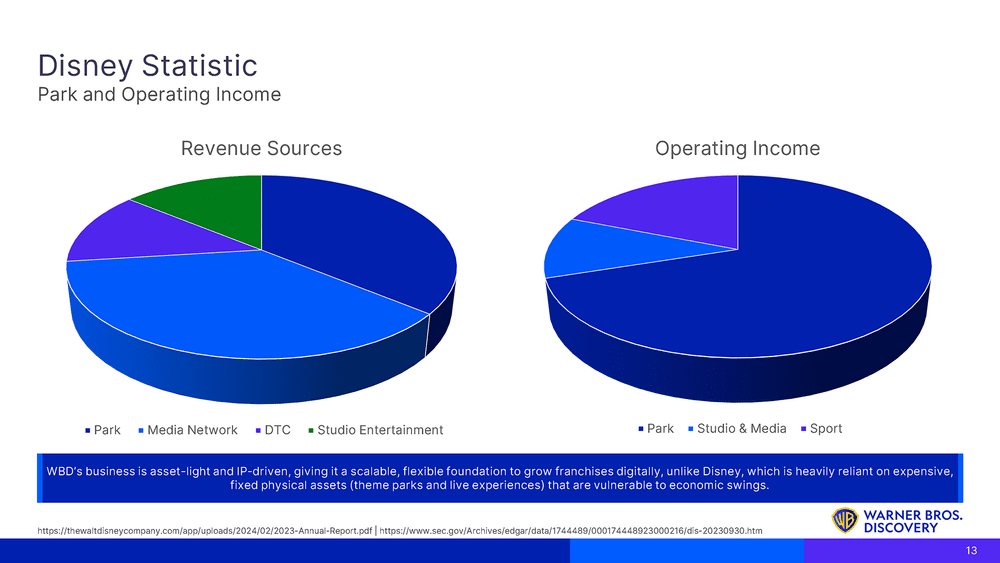 Disney Statistic
Park and Operating Income
Revenue Sources
Operating Income
Park
Media Network
DTC
Studio Entertainment
Park
Studio & Media
Sport
WBD's business is asset-light and IP-driven, giving it a scalable, flexible foundation to grow franchises digitally, unlike Disney, which is heavily reliant on expensive,
fixed physical assets (theme parks and live experiences) that are vulnerable to economic swings.
https://thewaltdisneycompany.com/app/uploads/2024/02/2023-Annual-Report.pdf | https://www.sec.gov/Archives/edgar/data/1744489/000174448923000216/dis-20230930.htm
WB
WARNER BROS.
DISCOVERY
13